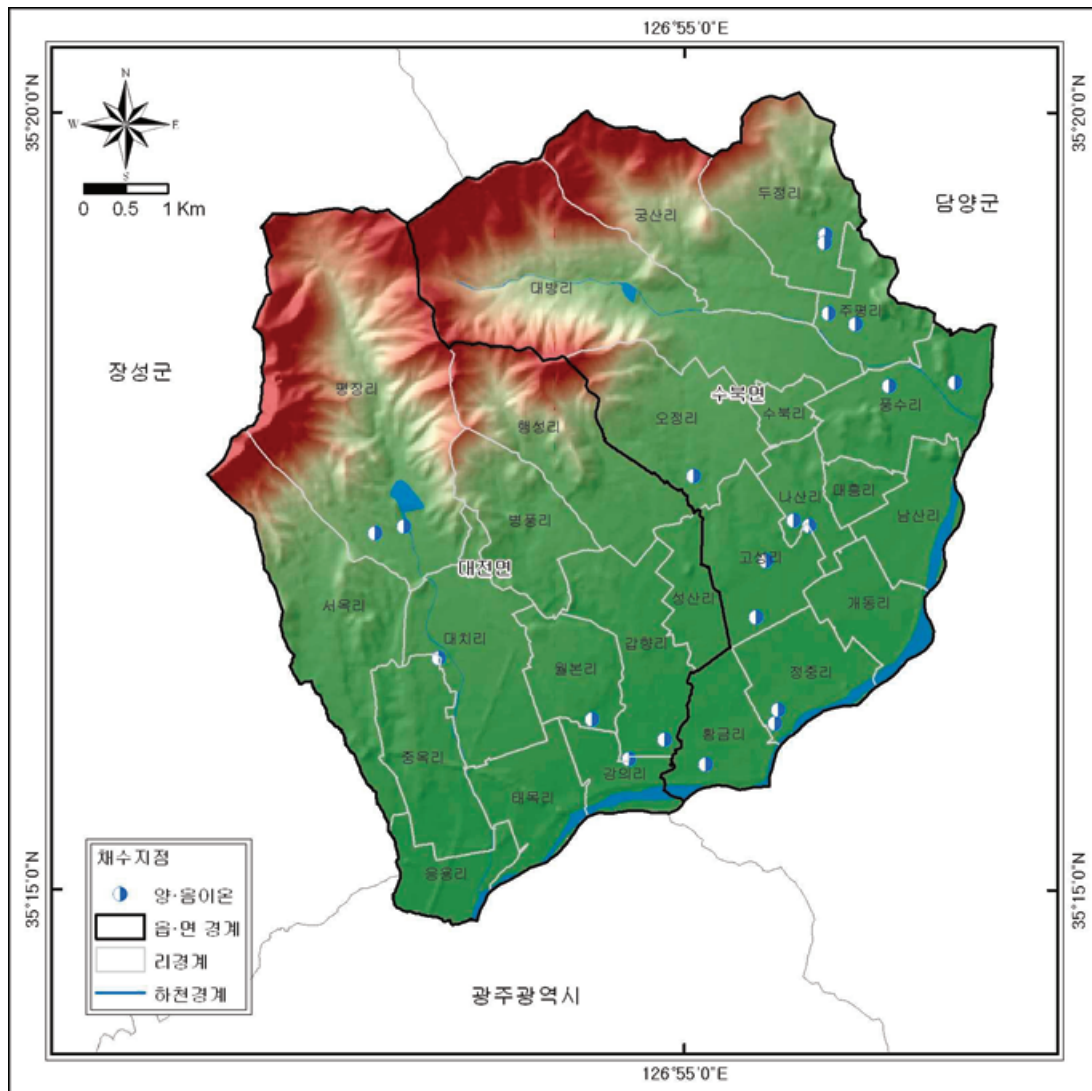 126°55'0"E
35°20'0"N
35°20'0"N
N
W
E
S
0 0.5 1 Km
두정리
담양군
궁산리
대방리
주평리
장성군
평장리
수북면
오정리
수북리
풍수리
행성리
나산리
대흥리
병풍리
남산리
대전면
고성리
서옥리
성산리
개동리
대치리
갑향리
월본리
정중리
황금리
중옥리
강의리
태목리
응용리
채수지점
양·음이온
읍·면 경계
리경계
하천경계
35°15'0"N
35°15'0"N
광주광역시
126°55'0"E